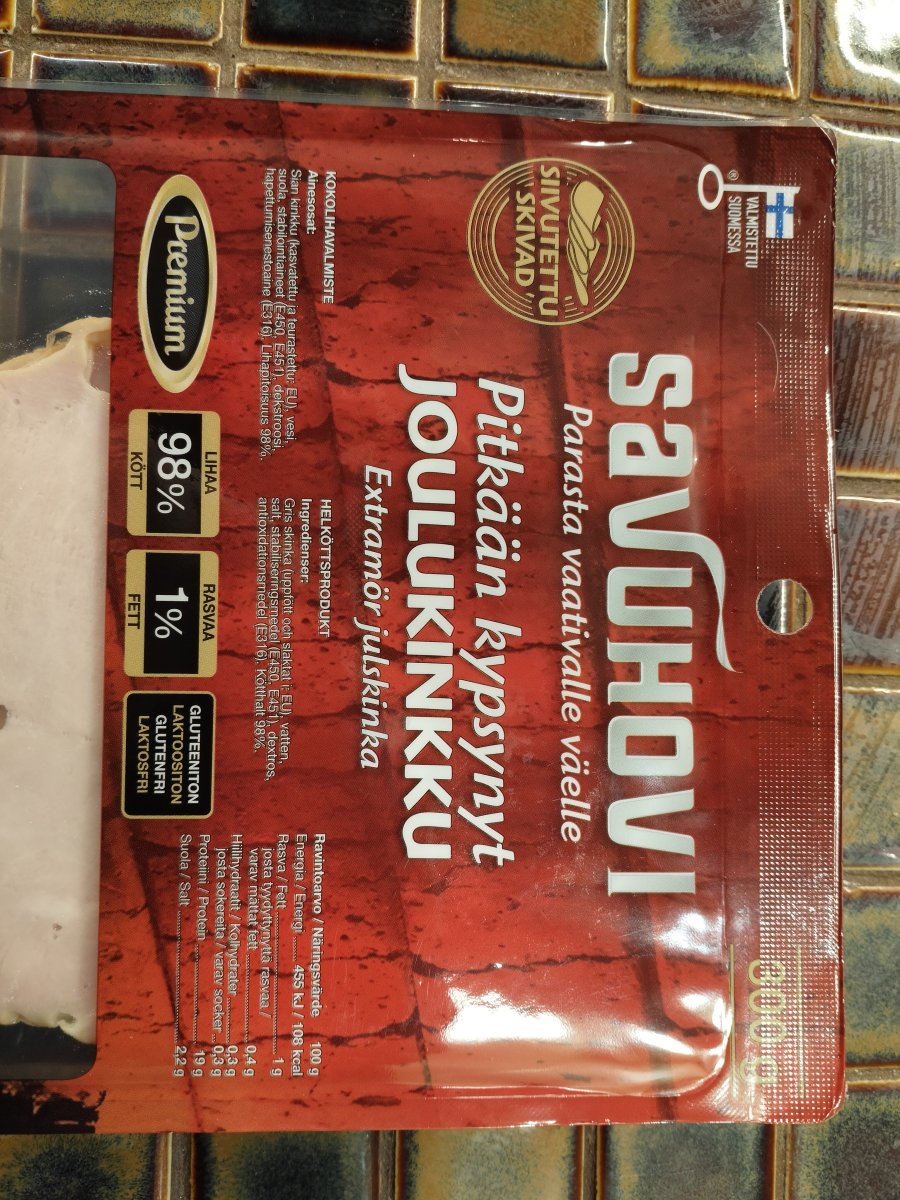 VALMISTETTU
SUOMESSA
®
savuHovi
Parasta vaativalle väelle
SIIVUTETTU
SKIVAD
Pitkään kypsynyt
JOULUKINKKU
Extramör julskinka
KOKOLIHAVALMISTE
Ainesosat:
Sian kinkku (kasvatettu ja teurastettu: EU), vesi,
suola, stabilointiaineet (E450, E451), dekstroosi,
hapettumisenestoaine (E316). Lihapitoisuus 98%.
HELKÖTTSPRODUKT
Ingredienser:
Gris skinka (uppfött och slaktat i: EU), vatten,
salt, stabiliseringsmedel (E450, E451), dextros,
antioxidationsmedel (E316). Kötthalt 98%.
Ravintoarvo / Näringsvärde 100 g
Energia / Energi ....... 455 kJ / 108 kcal
Rasva / Fett ........................ 1 g
josta tyydyttynyttä rasvaa /
varav mättat fett ................ 0,4 g
Hiilihydraatit / Kolhydrater ......... 0,3 g
josta sokereita / varav socker ... 0,3 g
Proteiini / Protein .................. 19 g
Suola / Salt ........................ 2,2 g
Premium
LIHAA
98%
KÖTT
RASVAA
1%
FETT
GLUTEENITON
LAKTOOSITON
GLUTENFRI
LAKTOSFRI
300 g